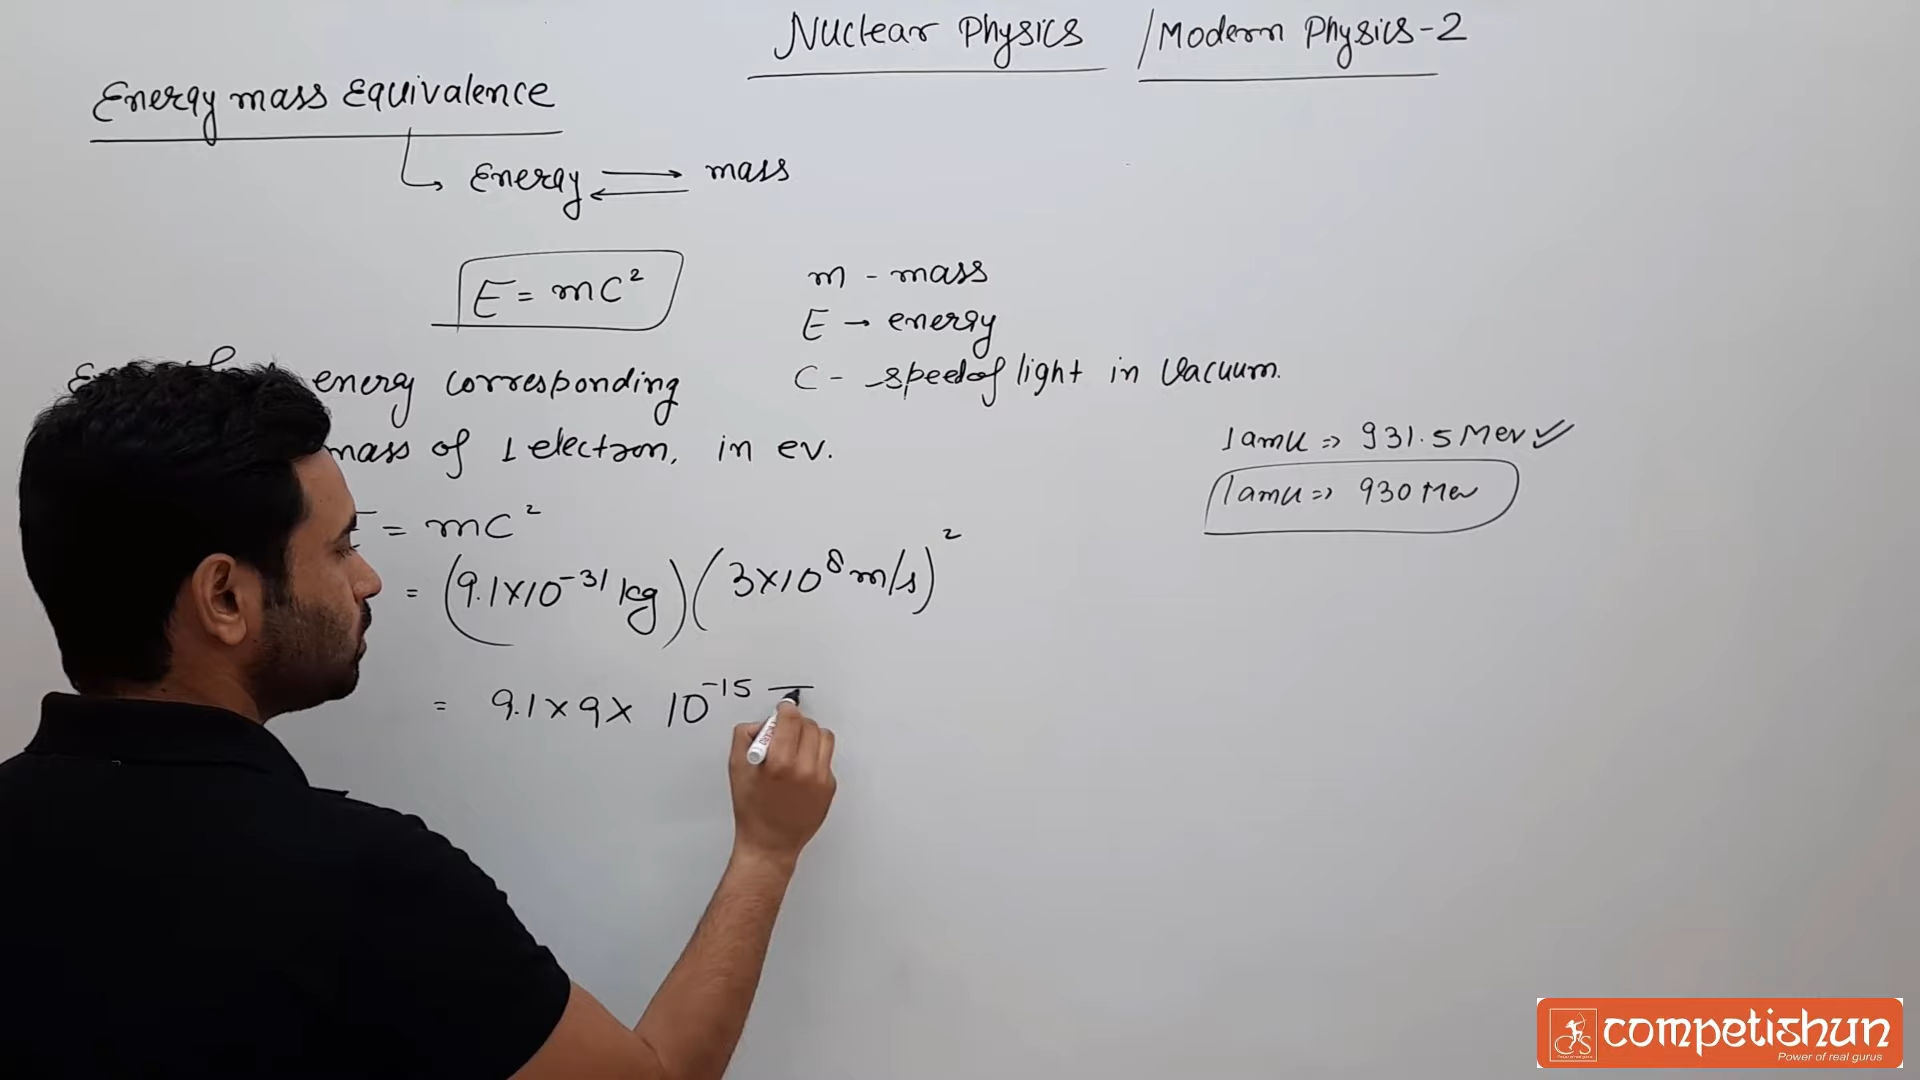 Nuclear Physics / Modern Physics-2
Energy mass Equivalence
Energy ⇌ mass
E = mC²
m - mass
E → energy
C - speed of light in Vacuum.
energy corresponding
mass of 1 electron, in ev.
1 amu => 931.5 Mev ✓
1 amu => 930 Mev
= mC²
= (9.1×10⁻³¹ kg)(3×10⁸ m/s)²
= 9.1×9× 10⁻¹⁵
competishun
Power of real gurus